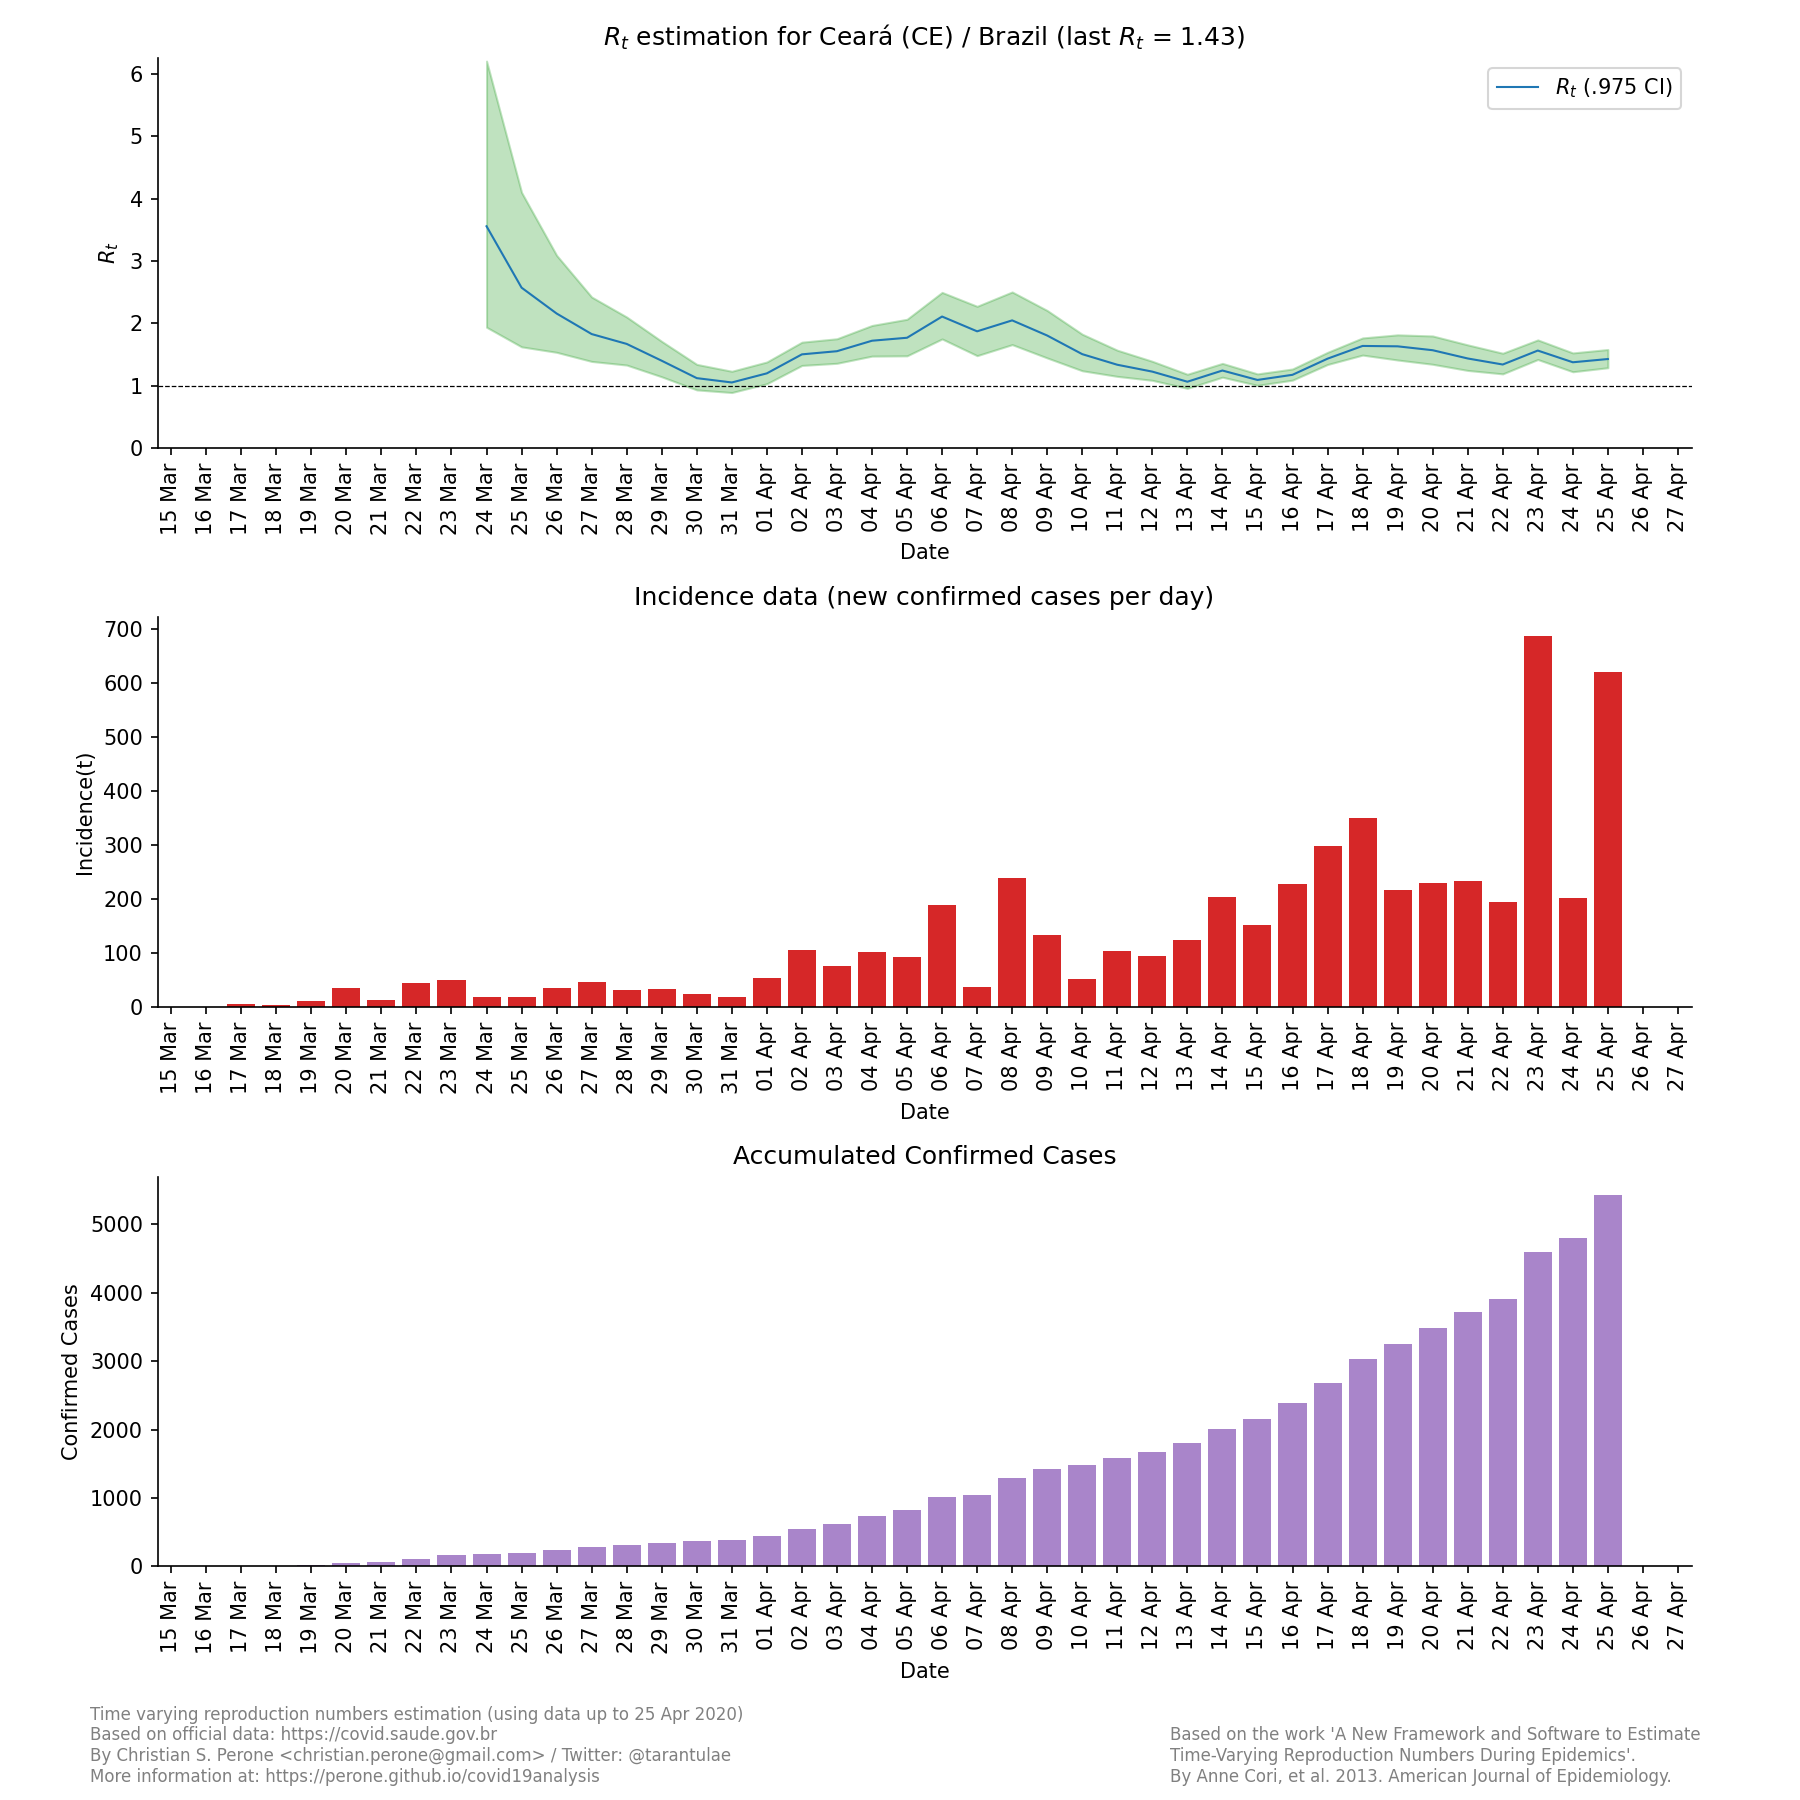 Rt estimation for Ceará (CE) / Brazil (last Rt = 1.43)
Rt (.975 CI)
Rt
6
5
4
3
2
1
0
15 Mar
16 Mar
17 Mar
18 Mar
19 Mar
20 Mar
21 Mar
22 Mar
23 Mar
24 Mar
25 Mar
26 Mar
27 Mar
28 Mar
29 Mar
30 Mar
31 Mar
01 Apr
02 Apr
03 Apr
04 Apr
05 Apr
06 Apr
07 Apr
08 Apr
09 Apr
10 Apr
11 Apr
12 Apr
13 Apr
14 Apr
15 Apr
16 Apr
17 Apr
18 Apr
19 Apr
20 Apr
21 Apr
22 Apr
23 Apr
24 Apr
25 Apr
26 Apr
27 Apr
Date
Incidence data (new confirmed cases per day)
Incidence(t)
700
600
500
400
300
200
100
0
15 Mar
16 Mar
17 Mar
18 Mar
19 Mar
20 Mar
21 Mar
22 Mar
23 Mar
24 Mar
25 Mar
26 Mar
27 Mar
28 Mar
29 Mar
30 Mar
31 Mar
01 Apr
02 Apr
03 Apr
04 Apr
05 Apr
06 Apr
07 Apr
08 Apr
09 Apr
10 Apr
11 Apr
12 Apr
13 Apr
14 Apr
15 Apr
16 Apr
17 Apr
18 Apr
19 Apr
20 Apr
21 Apr
22 Apr
23 Apr
24 Apr
25 Apr
26 Apr
27 Apr
Date
Accumulated Confirmed Cases
Confirmed Cases
5000
4000
3000
2000
1000
0
15 Mar
16 Mar
17 Mar
18 Mar
19 Mar
20 Mar
21 Mar
22 Mar
23 Mar
24 Mar
25 Mar
26 Mar
27 Mar
28 Mar
29 Mar
30 Mar
31 Mar
01 Apr
02 Apr
03 Apr
04 Apr
05 Apr
06 Apr
07 Apr
08 Apr
09 Apr
10 Apr
11 Apr
12 Apr
13 Apr
14 Apr
15 Apr
16 Apr
17 Apr
18 Apr
19 Apr
20 Apr
21 Apr
22 Apr
23 Apr
24 Apr
25 Apr
26 Apr
27 Apr
Date
Time varying reproduction numbers estimation (using data up to 25 Apr 2020)
Based on official data: https://covid.saude.gov.br
By Christian S. Perone <christian.perone@gmail.com> / Twitter: @tarantulae
More information at: https://perone.github.io/covid19analysis
Based on the work 'A New Framework and Software to Estimate
Time-Varying Reproduction Numbers During Epidemics'.
By Anne Cori, et al. 2013. American Journal of Epidemiology.